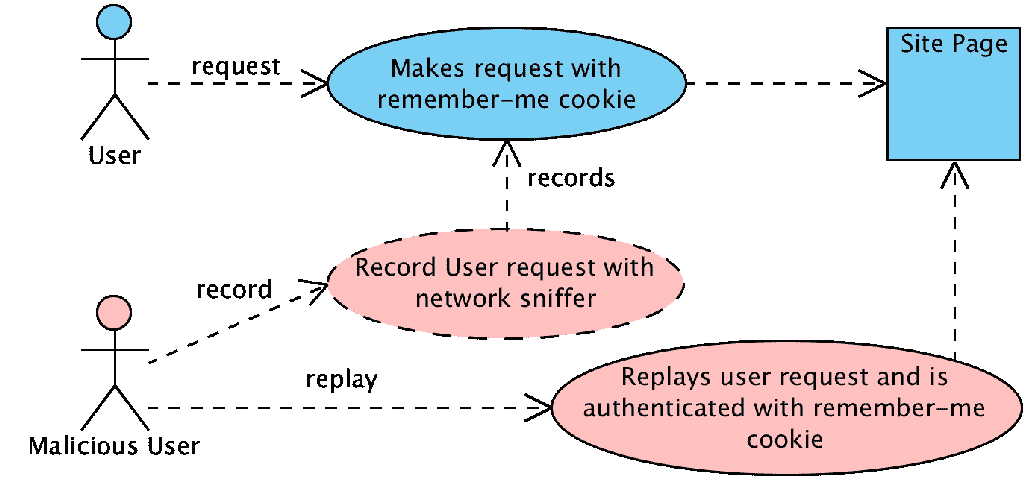 Site Page
request
Makes request with
remember-me cookie
User
records
Record User request with
network sniffer
record
replay
Replays user request and is
authenticated with remember-me
cookie
Malicious User